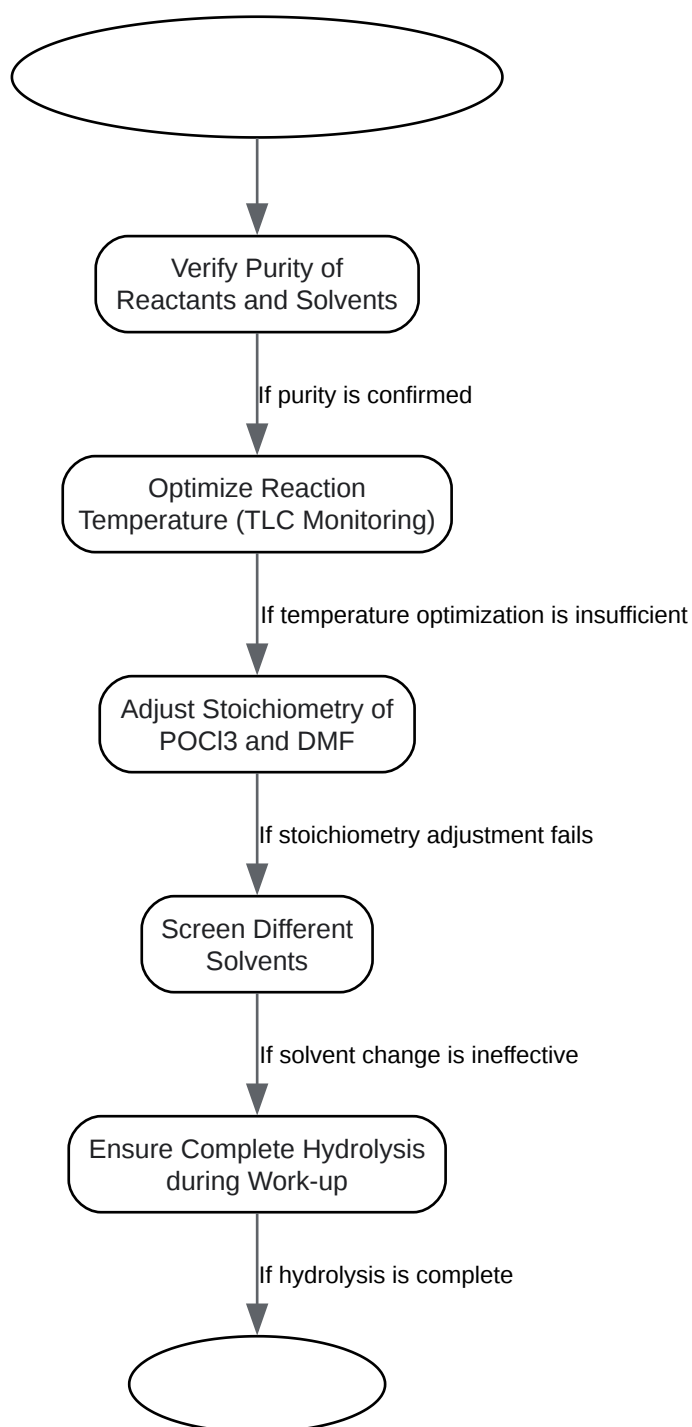 Verify Purity of
Reactants and Solvents
If purity is confirmed
Optimize Reaction
Temperature (TLC Monitoring)
If temperature optimization is insufficient
Adjust Stoichiometry of
POCl3 and DMF
If stoichiometry adjustment fails
Screen Different
Solvents
If solvent change is ineffective
Ensure Complete Hydrolysis
during Work-up
If hydrolysis is complete